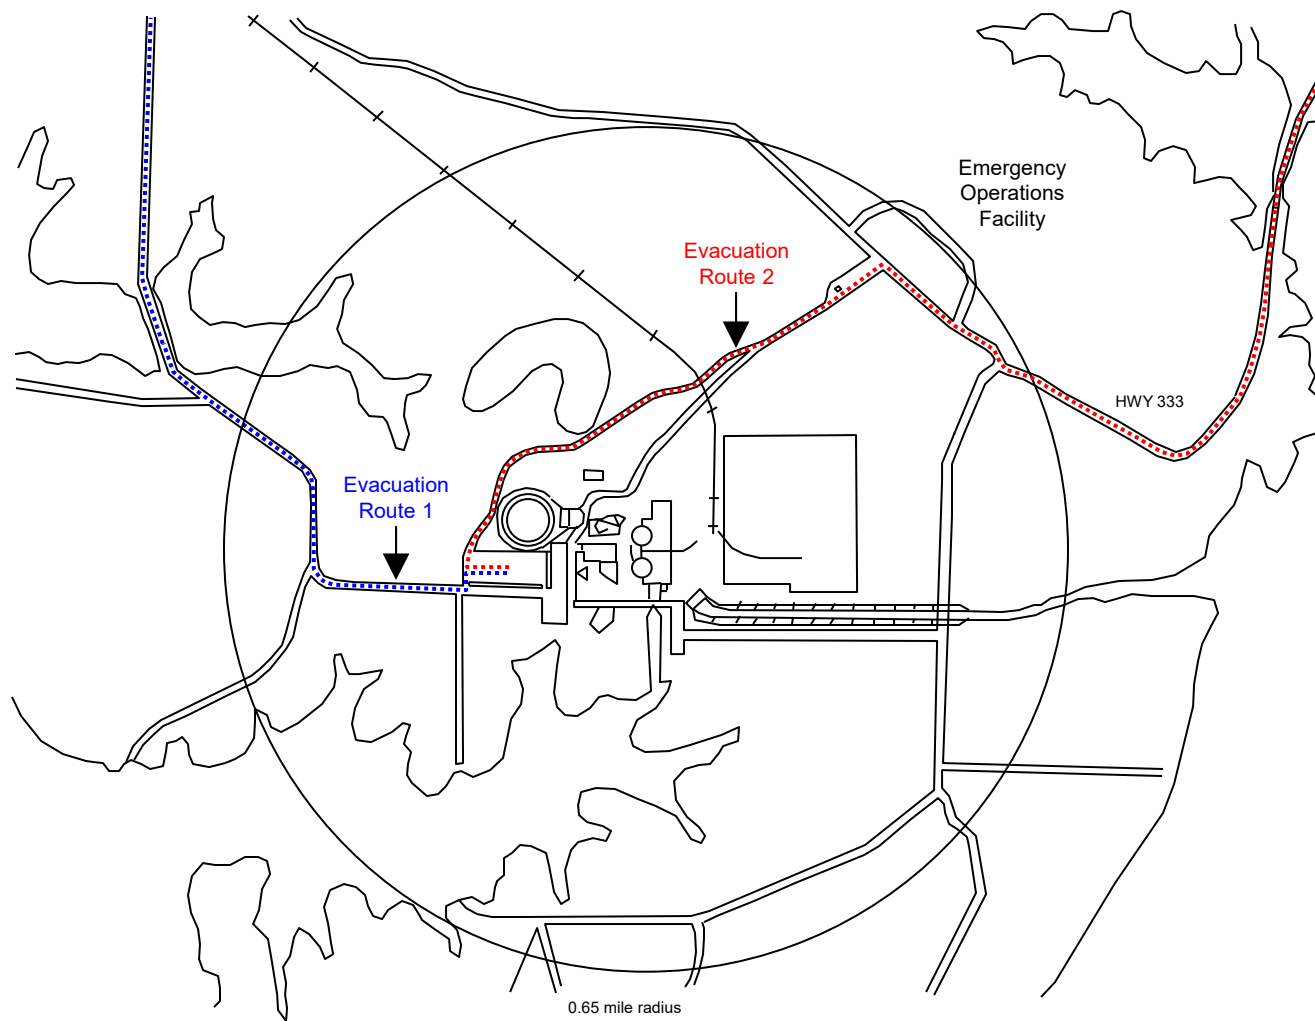 Emergency
Operations
Facility
Evacuation
Route 2
HWY 333
Evacuation
Route 1
0.65 mile radius